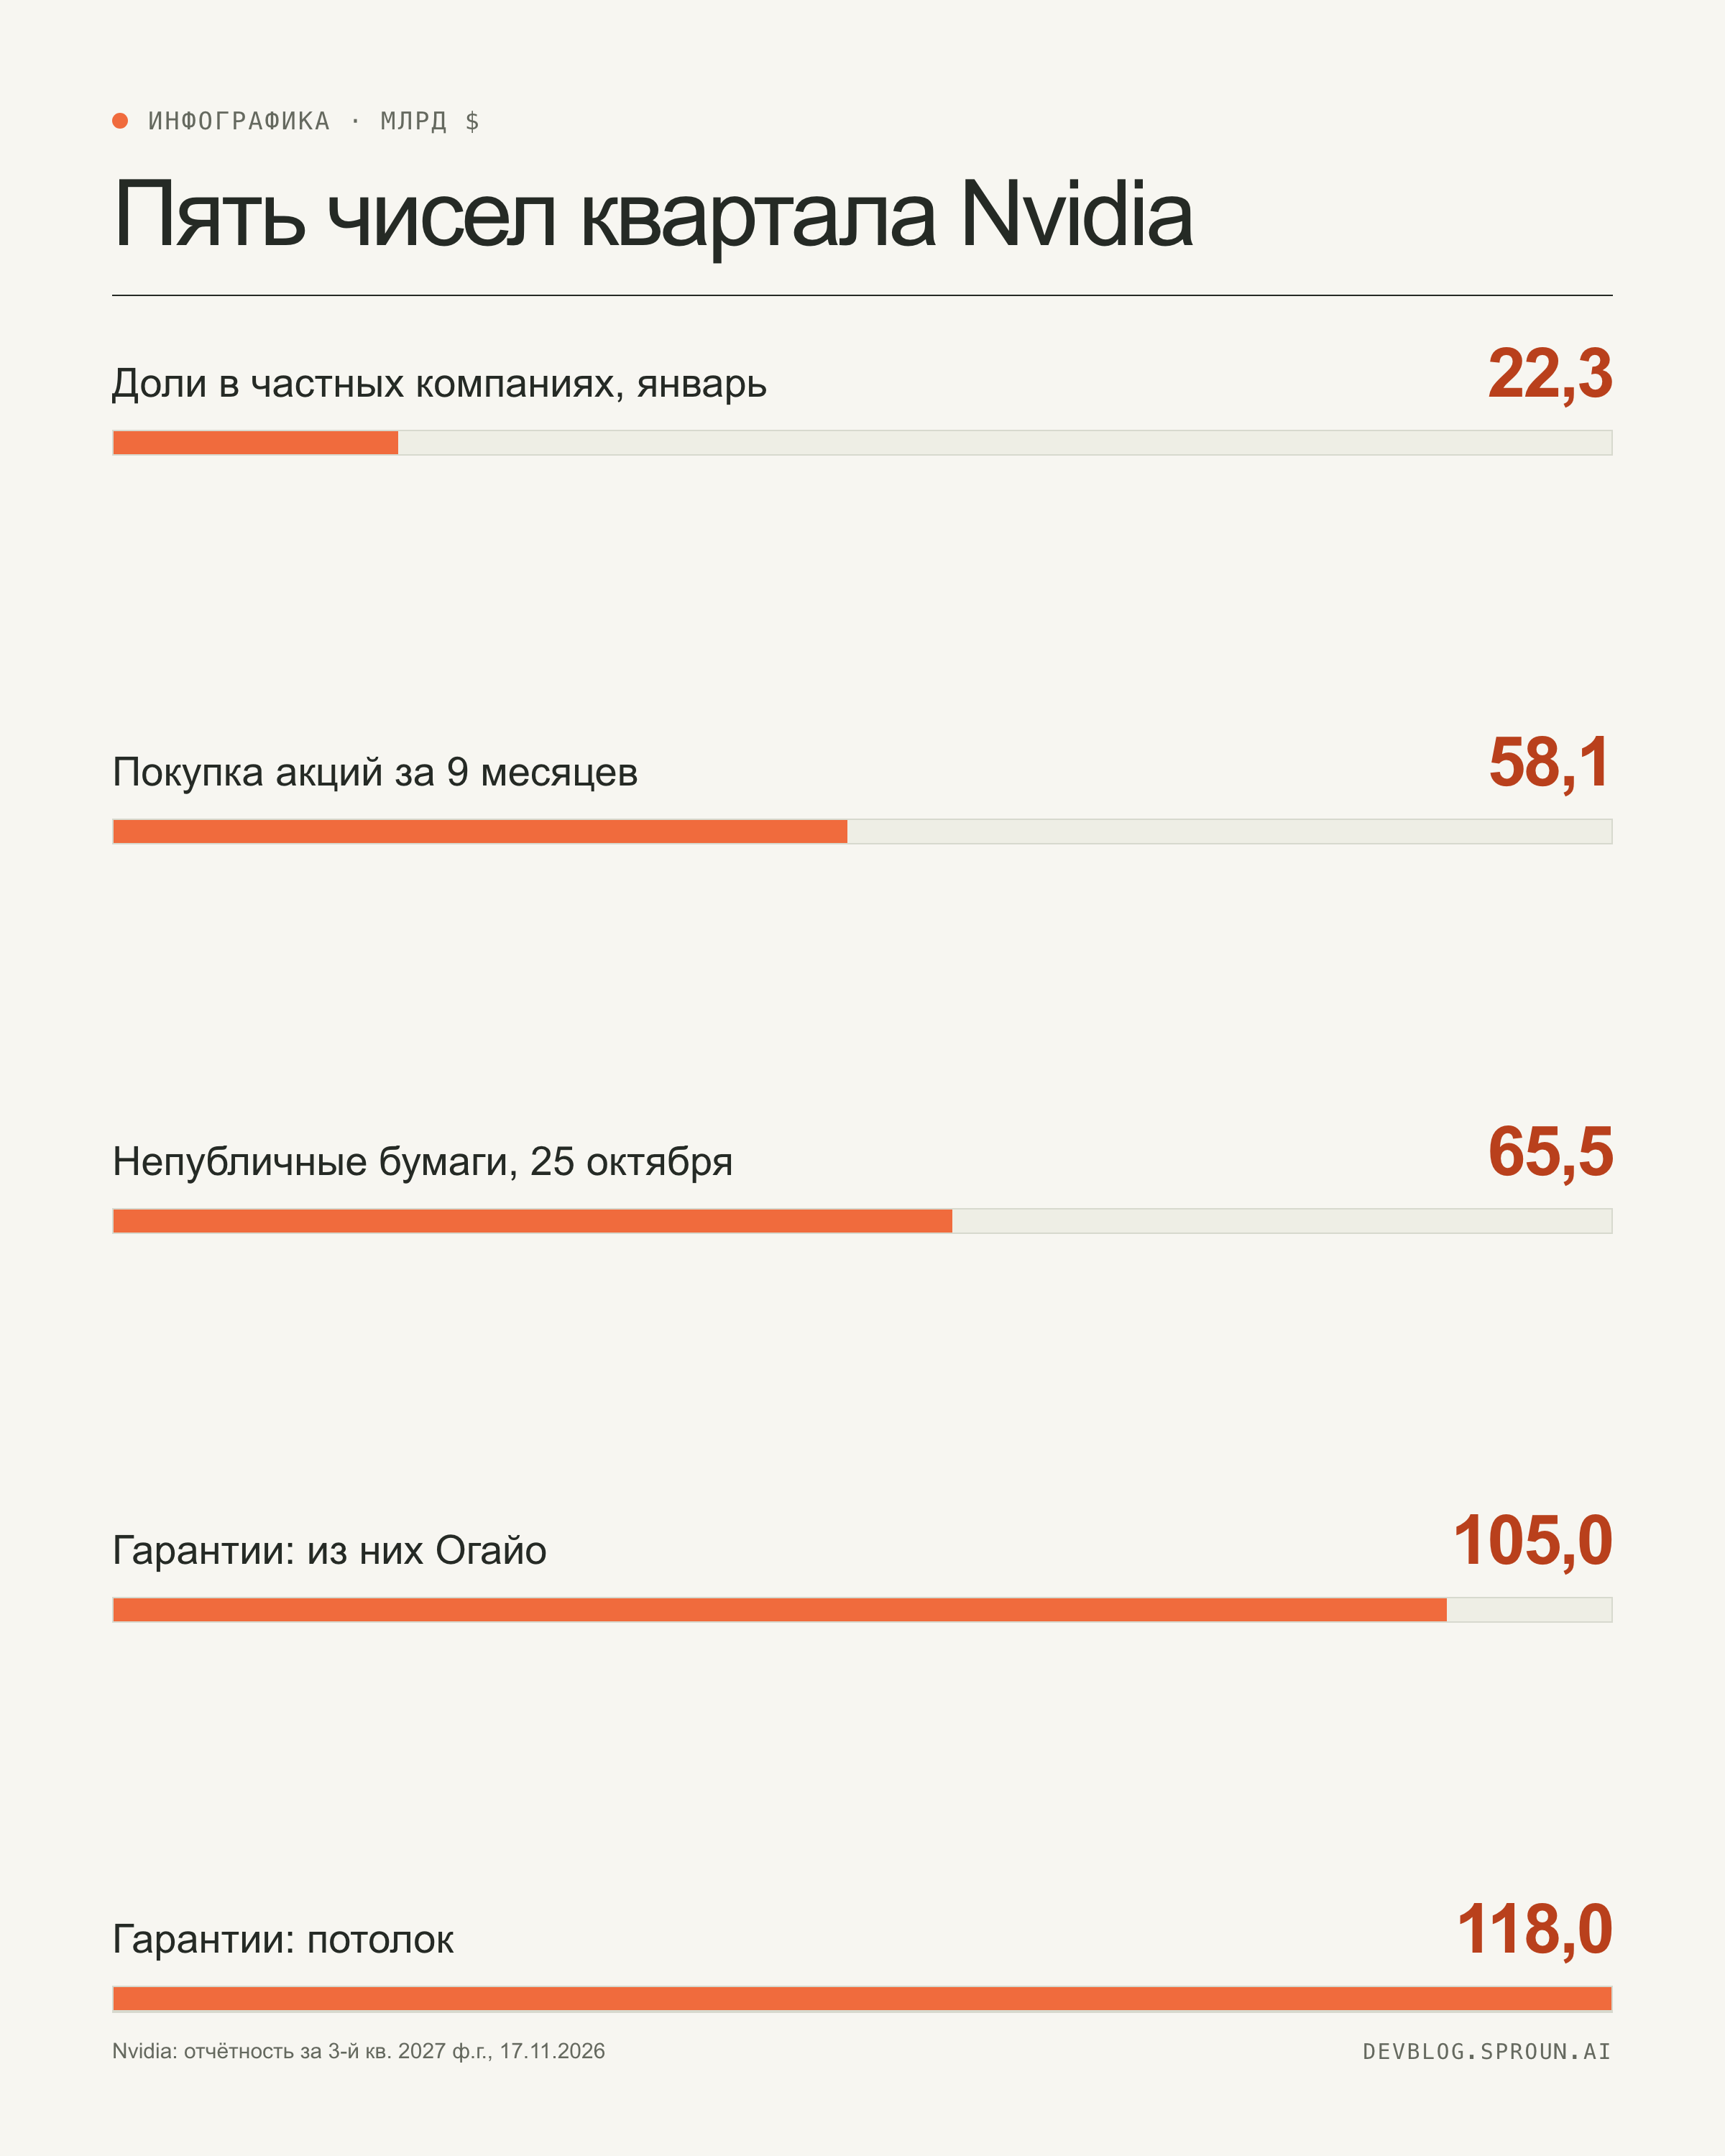 ИНФОГРАФИКА · МЛРД $
Пять чисел квартала Nvidia
Доли в частных компаниях, январь 22,3
Покупка акций за 9 месяцев 58,1
Непубличные бумаги, 25 октября 65,5
Гарантии: из них Огайо 105,0
Гарантии: потолок 118,0
Nvidia: отчётность за 3-й кв. 2027 ф.г., 17.11.2026 DEVBLOG.SPROUN.AI